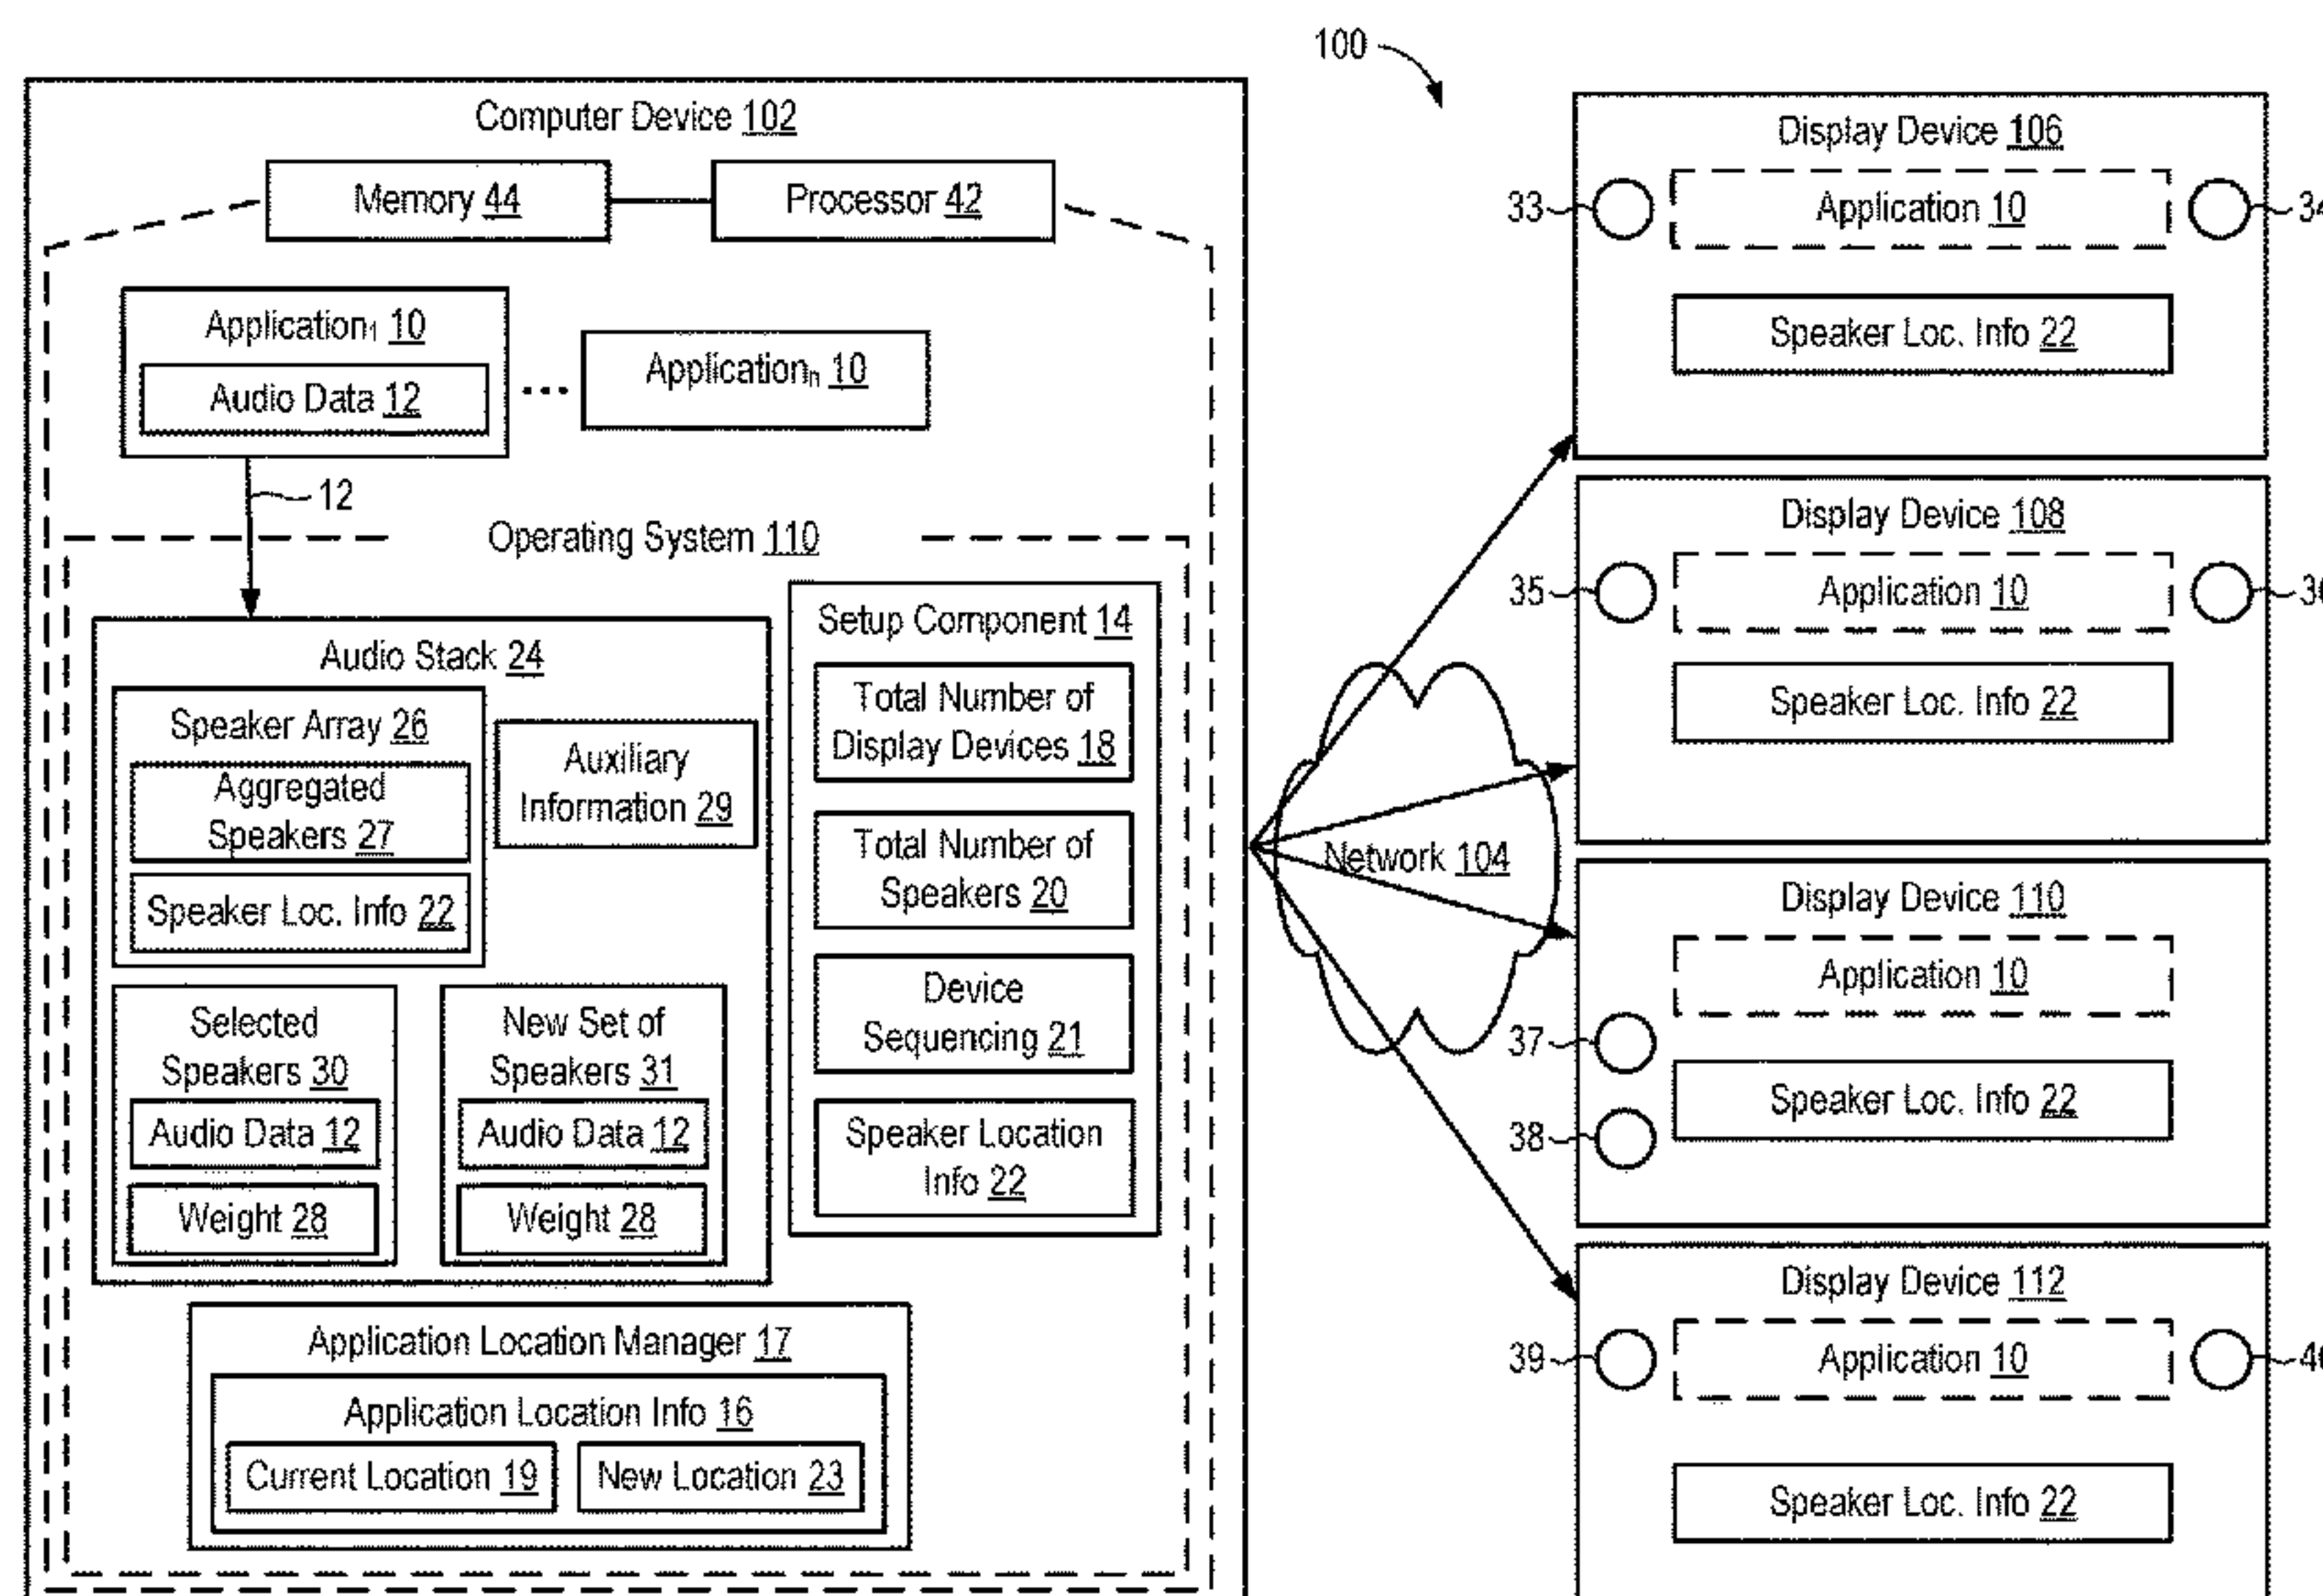 100
Computer Device 102
Memory 44
Processor 42
Application1 10
Audio Data 12
...
Applicationn 10
12
Operating System 110
Audio Stack 24
Speaker Array 26
Aggregated
Speakers 27
Speaker Loc. Info 22
Auxiliary
Information 29
Selected
Speakers 30
Audio Data 12
Weight 28
New Set of
Speakers 31
Audio Data 12
Weight 28
Setup Component 14
Total Number of
Display Devices 18
Total Number of
Speakers 20
Device
Sequencing 21
Speaker Location
Info 22
Application Location Manager 17
Application Location Info 16
Current Location 19
New Location 23
Network 104
Display Device 106
33
Application 10
34
Speaker Loc. Info 22
Display Device 108
35
Application 10
Speaker Loc. Info 22
Display Device 110
Application 10
37
Speaker Loc. Info 22
38
Display Device 112
39
Application 10
Speaker Loc. Info 22